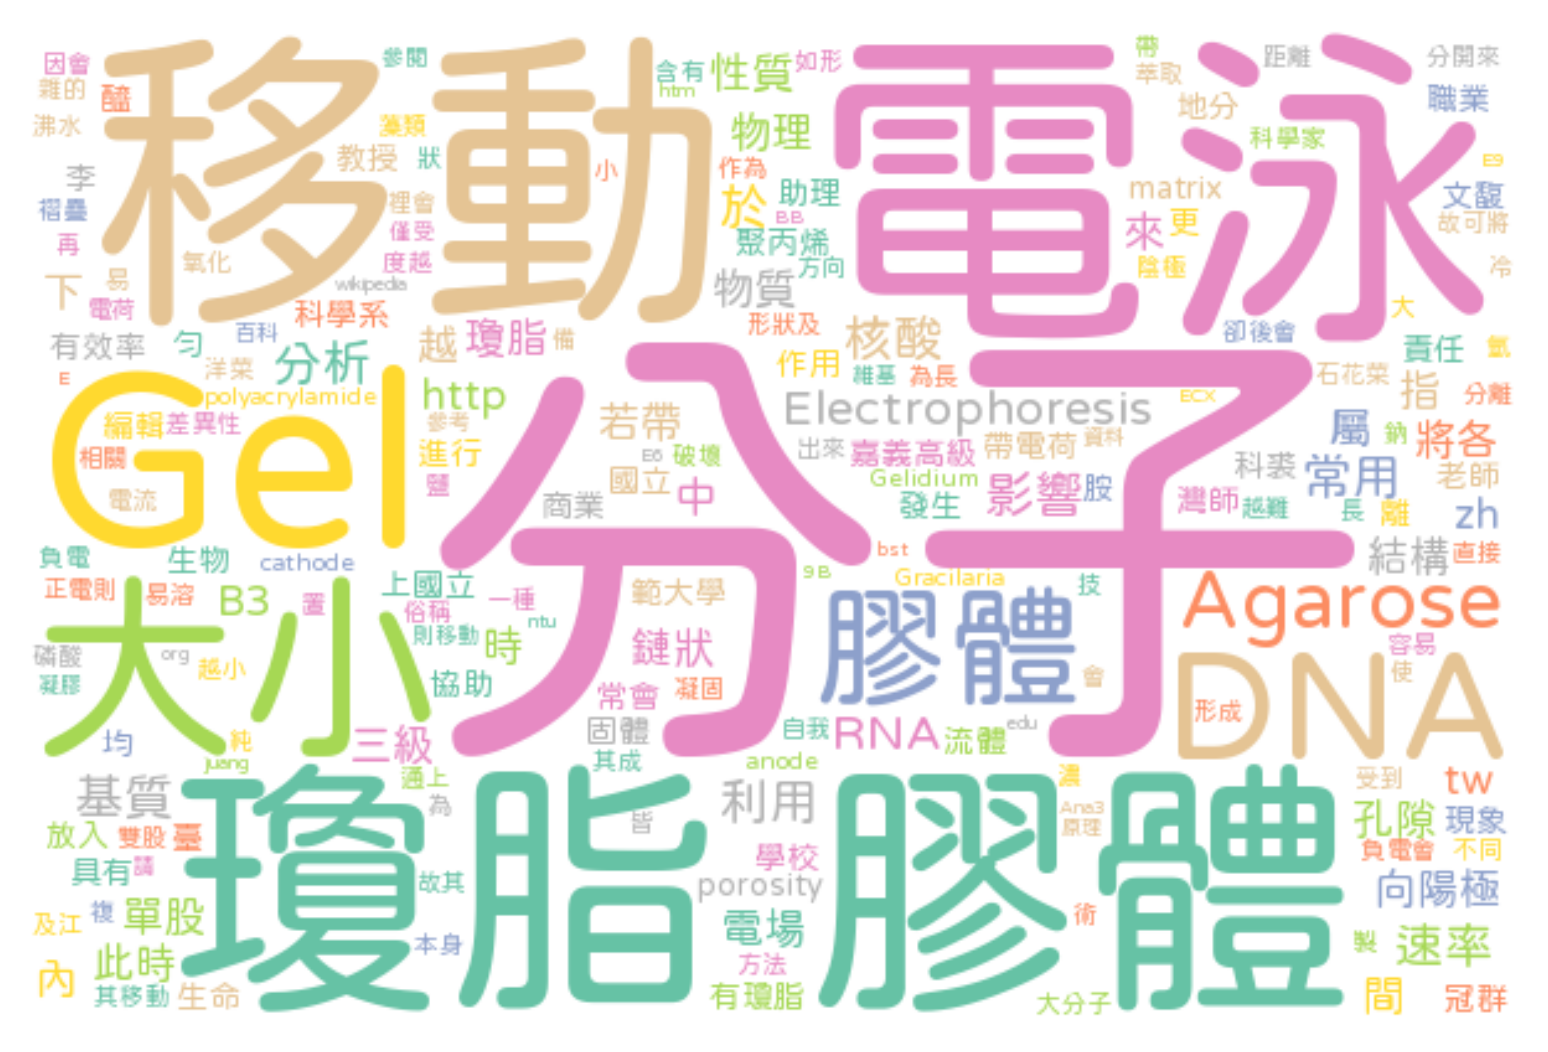 因會
雜的
醯
沸水
移動
參閱
藻類
教授
狀
含有
htm
性質
如形
物理
小
作為
電泳
帶
萃取
地分
距離
分開來
職業
科學家
E9
文馥
故可將
冷
李
褶疊
再
下
易
電荷
氧化
裡會
僅受
度越
wikipedia
於
助理
BB
聚丙烯
方向
物質
matrix
來
更
陰極
大
有效率
勻
百科
科學系
洋菜
分析
越
瓊脂
備
形狀及
作用
核酸
卻後會
責任
氫
E
Gel
polyacrylamide
編輯
差異性
相關
電流
http
參考
進行
鹽
分子
若帶
E6
破壞
國立
中
商業
維基
為長
Electrophoresis
出來
嘉義高級
帶電荷
資料
Gelidium
發生
影響
胺
ECX
石花菜
指
分離
屬
鈉
將各
科裘
常用
老師
灣師
越難
長
離
zh
負電
生物
cathode
正電則
易溶
B3
置
上國立
俗稱
一種
ntu
則移動
時
範大學
bst
9B
Gracilaria
技
結構
直接
大小
磷酸
凝膠
org
越小
協助
鏈狀
常會
凝固
膠體
會
Agarose
容易
使
DNA
形成
均
純
juang
三級
通上
為
固體
其成
自我
RNA
流體
edu
anode
濃
受到
tw
基質
放入
雙股
臺
具有
請
瓊脂膠體
皆
利用
Ana3
原理
孔隙
現象
負電會
不同
學校
porosity
故其
向陽極
及江
複
單股
本身
電場
術
製
速率
內
此時
其移動
生命
方法
有瓊脂
大分子
間
冠群